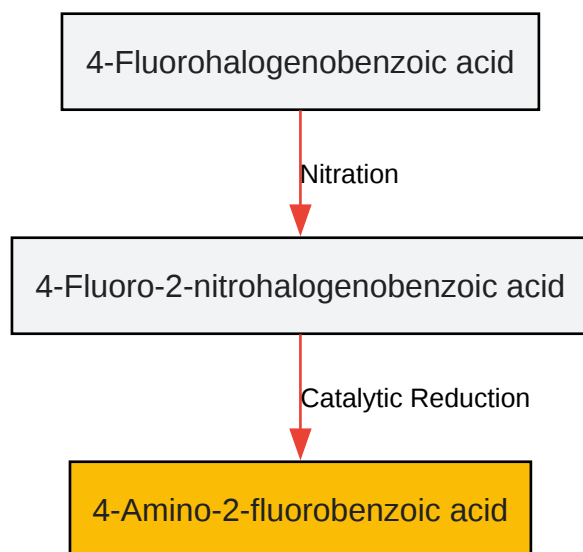 4-Fluorohalogenobenzoic acid
Nitration
4-Fluoro-2-nitrohalogenobenzoic acid
Catalytic Reduction
4-Amino-2-fluorobenzoic acid